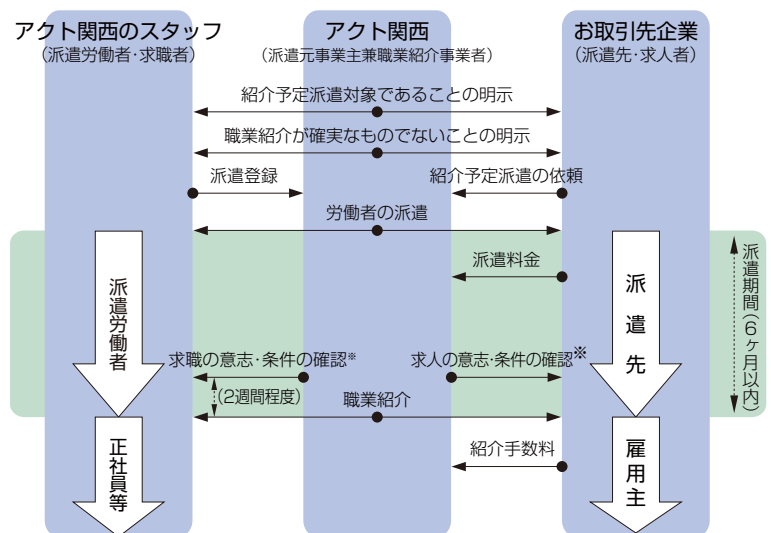 アクト関西のスタッフ
（派遣労働者・求職者）
アクト関西
（派遣元事業主兼職業紹介事業者）
お取引先企業
（派遣先・求人者）
紹介予定派遣対象であることの明示
職業紹介が確実なものでないことの明示
派遣登録
紹介予定派遣の依頼
労働者の派遣
派遣料金
派遣労働者
派遣先
派遣期間（6ヶ月以内）
求職の意志・条件の確認※
求人の意志・条件の確認※
（2週間程度）
職業紹介
正社員等
雇用主
紹介手数料